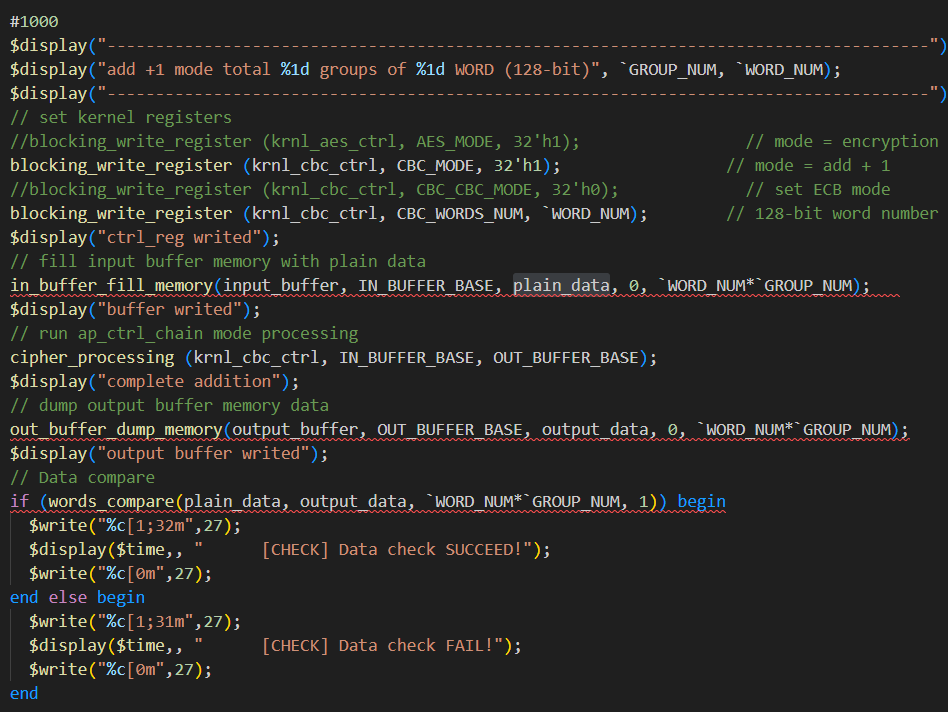 #1000
$display("-------------------------------------------------------------------------------------")
$display("add +1 mode total %1d groups of %1d WORD (128-bit)", `GROUP_NUM, `WORD_NUM);
$display("-------------------------------------------------------------------------------------")
// set kernel registers
//blocking_write_register (krnl_aes_ctrl, AES_MODE, 32'h1);                 // mode = encryption
blocking_write_register (krnl_cbc_ctrl, CBC_MODE, 32'h1);                 // mode = add + 1
//blocking_write_register (krnl_cbc_ctrl, CBC_CBC_MODE, 32'h0);             // set ECB mode
blocking_write_register (krnl_cbc_ctrl, CBC_WORDS_NUM, `WORD_NUM);        // 128-bit word number
$display("ctrl_reg writed");
// fill input buffer memory with plain data
in_buffer_fill_memory(input_buffer, IN_BUFFER_BASE, plain_data, 0, `WORD_NUM*`GROUP_NUM);
$display("buffer writed");
// run ap_ctrl_chain mode processing
cipher_processing (krnl_cbc_ctrl, IN_BUFFER_BASE, OUT_BUFFER_BASE);
$display("complete addition");
// dump output buffer memory data
out_buffer_dump_memory(output_buffer, OUT_BUFFER_BASE, output_data, 0, `WORD_NUM*`GROUP_NUM);
$display("output buffer writed");
// Data compare
if (words_compare(plain_data, output_data, `WORD_NUM*`GROUP_NUM, 1)) begin
  $write("%c[1;32m",27);
  $display($time,, "      [CHECK] Data check SUCCEED!");
  $write("%c[0m",27);
end else begin
  $write("%c[1;31m",27);
  $display($time,, "      [CHECK] Data check FAIL!");
  $write("%c[0m",27);
end